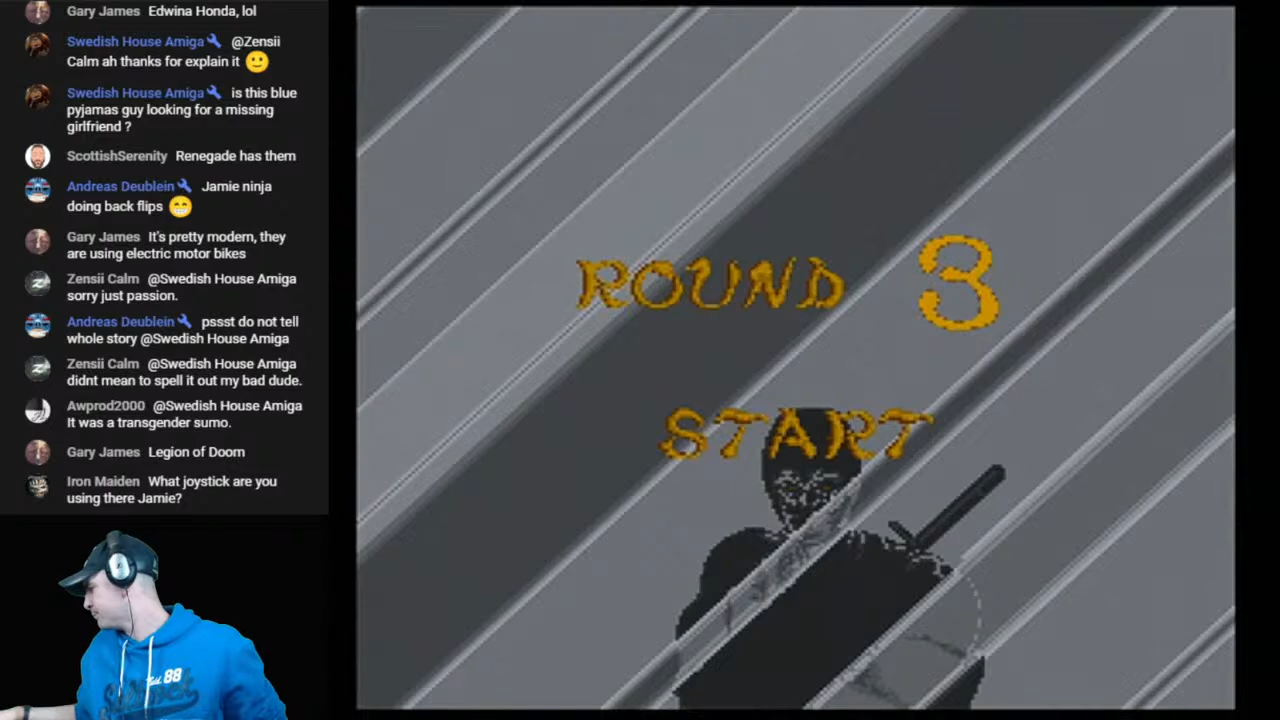 Gary James Edwina Honda, lol
Swedish House Amiga @Zensii
Calm ah thanks for explain it
Swedish House Amiga is this blue
pyjamas guy looking for a missing
girlfriend ?
ScottishSerenity Renegade has them
Andreas Deublein Jamie ninja
doing back flips
Gary James It's pretty modern, they
are using electric motor bikes
Zensii Calm @Swedish House Amiga
sorry just passion.
Andreas Deublein pssst do not tell
whole story @Swedish House Amiga
Zensii Calm @Swedish House Amiga
didnt mean to spell it out my bad dude.
Awprod2000 @Swedish House Amiga
It was a transgender sumo.
Gary James Legion of Doom
Iron Maiden What joystick are you
using there Jamie?
ROUND 3
START
88